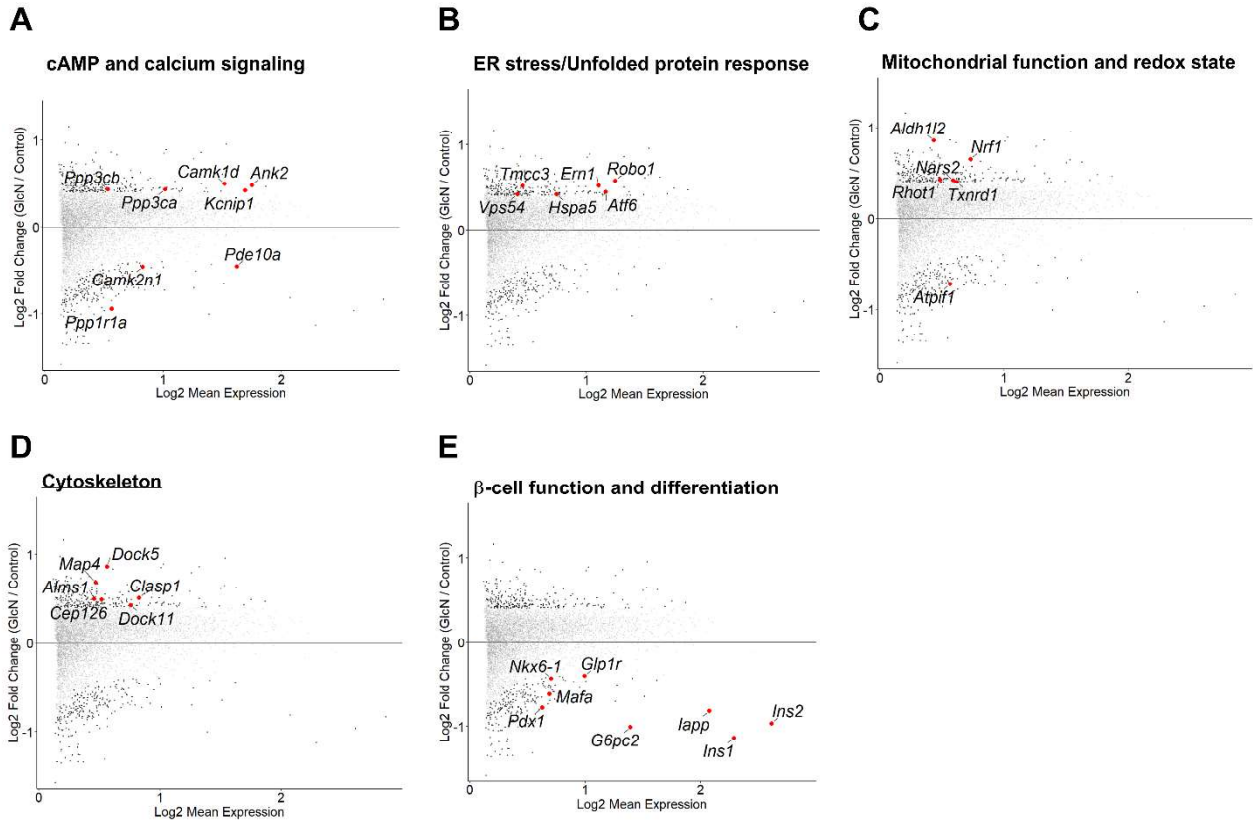 A
cAMP and calcium signaling
Log2 Fold Change (GlcN / Control)
1
0
-1
Ppp3cb
Camk1d
Ank2
Ppp3ca
Kcnip1
Pde10a
Camk2n1
Ppp1r1a
0
1
2
Log2 Mean Expression
B
ER stress/Unfolded protein response
Log2 Fold Change (GlcN / Control)
1
0
-1
Tmcc3
Ern1
Robo1
Vps54
Hspa5
Atf6
0
1
2
Log2 Mean Expression
C
Mitochondrial function and redox state
Log2 Fold Change (GlcN / Control)
1
0
-1
Aldh1l2
Nrf1
Nars2
Rhot1
Txnrd1
Atpif1
0
1
2
Log2 Mean Expression
D
Cytoskeleton
Log2 Fold Change (GlcN / Control)
1
0
-1
Dock5
Map4
Alms1
Clasp1
Cep126
Dock11
0
1
2
Log2 Mean Expression
E
β-cell function and differentiation
Log2 Fold Change (GlcN / Control)
1
0
-1
Nkx6-1
Glp1r
Mafa
Pdx1
G6pc2
Iapp
Ins2
Ins1
0
1
2
Log2 Mean Expression